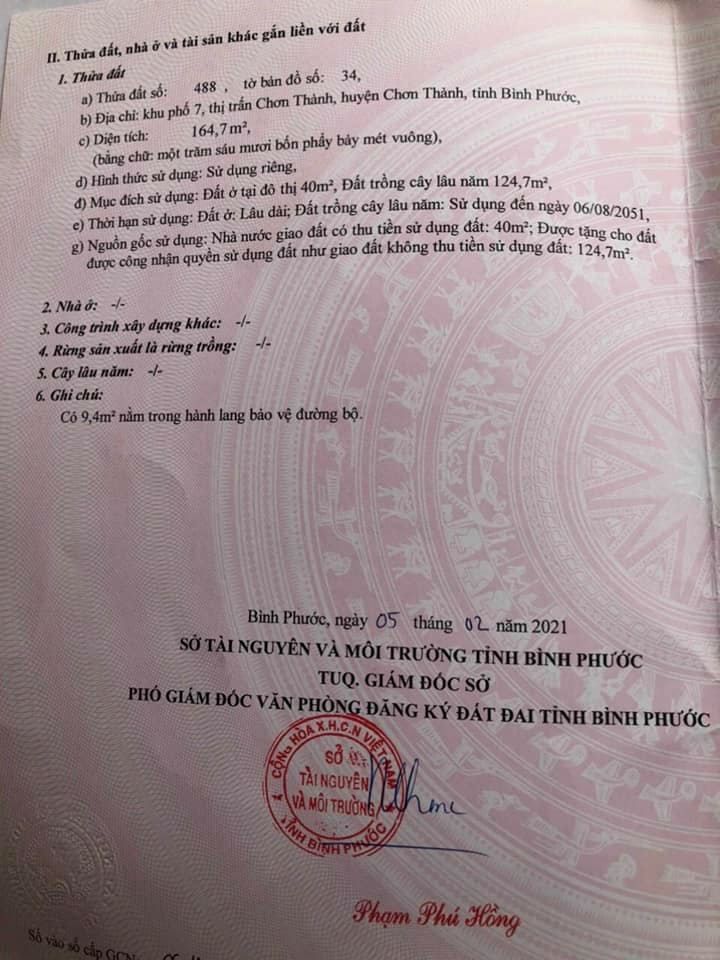 II. Thửa đất, nhà ở và tài sản khác gắn liền với đất
1. Thửa đất
a) Thửa đất số: 488 , tờ bản đồ số: 34,
b) Địa chỉ: khu phố 7, thị trấn Chơn Thành, huyện Chơn Thành, tỉnh Bình Phước,
c) Diện tích: 164,7 m²,
(bằng chữ: một trăm sáu mươi bốn phẩy bảy mét vuông),
d) Hình thức sử dụng: Sử dụng riêng,
đ) Mục đích sử dụng: Đất ở tại đô thị 40m², Đất trồng cây lâu năm 124,7m²,
e) Thời hạn sử dụng: Đất ở: Lâu dài; Đất trồng cây lâu năm: Sử dụng đến ngày 06/08/2051,
g) Nguồn gốc sử dụng: Nhà nước giao đất có thu tiền sử dụng đất: 40m²; Được tặng cho đất
được công nhận quyền sử dụng đất như giao đất không thu tiền sử dụng đất: 124,7m².
2. Nhà ở: -/-
3. Công trình xây dựng khác: -/-
4. Rừng sản xuất là rừng trồng: -/-
5. Cây lâu năm: -/-
6. Ghi chú:
Có 9,4m² nằm trong hành lang bảo vệ đường bộ.
Bình Phước, ngày 05 tháng 02 năm 2021
SỞ TÀI NGUYÊN VÀ MÔI TRƯỜNG TỈNH BÌNH PHƯỚC
TUQ. GIÁM ĐỐC SỞ
PHÓ GIÁM ĐỐC VĂN PHÒNG ĐĂNG KÝ ĐẤT ĐAI TỈNH BÌNH PHƯỚC
CỘNG HÒA X.H.C.N VIỆT NAM
SỞ
TÀI NGUYÊN
VÀ MÔI TRƯỜNG
TỈNH BÌNH PHƯỚC
Phạm Phú Hồng
Số vào sổ cấp GCN